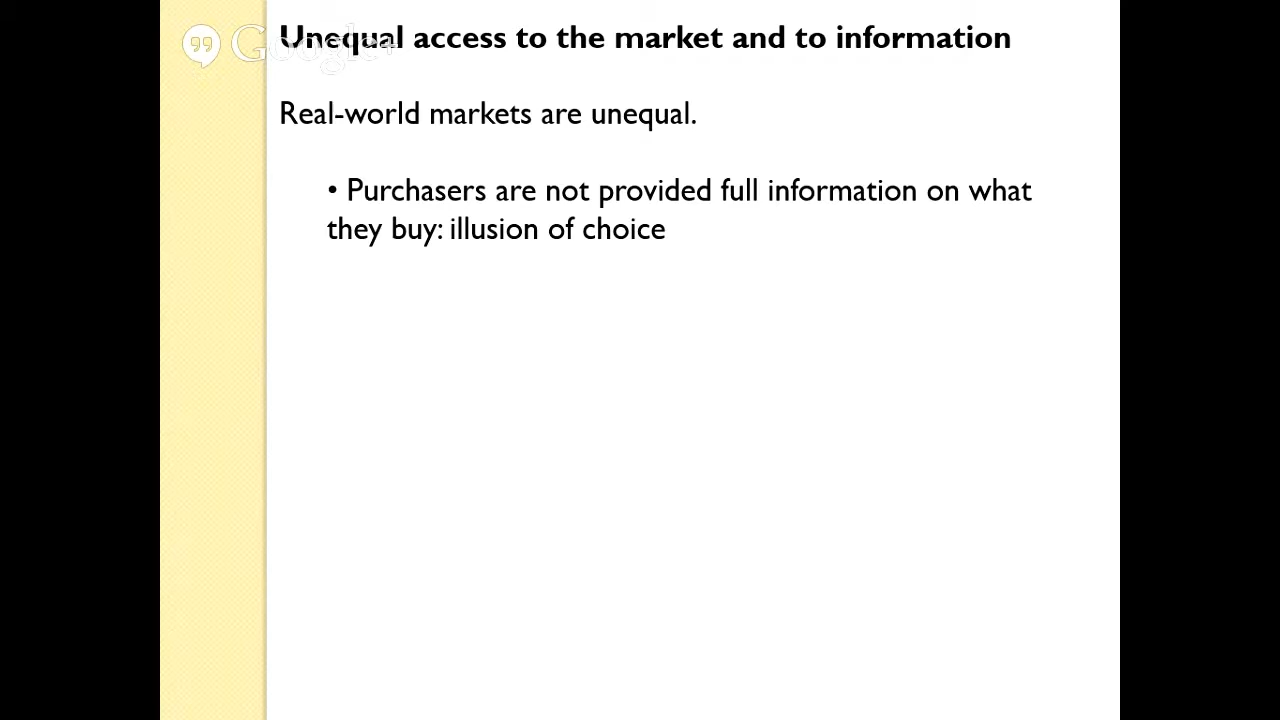 Google+
Unequal access to the market and to information
Real-world markets are unequal.
• Purchasers are not provided full information on what
they buy: illusion of choice